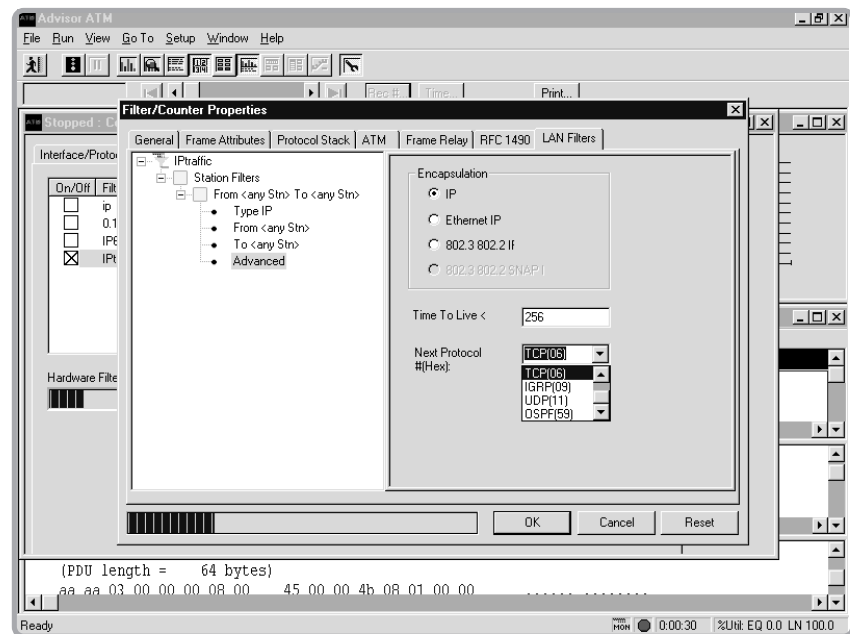 ATM Advisor ATM
File Run View Go To Setup Window Help
Rec #.. Time... Print...
Filter/Counter Properties
ATM Stopped : C
General Frame Attributes Protocol Stack ATM Frame Relay RFC 1490 LAN Filters
Interface/Proto
On/Off Filt
ip
0.1
IPE
IPt
Hardware Filte
IPtraffic
Station Filters
From <any Stn> To <any Stn>
Type IP
From <any Stn>
To <any Stn>
Advanced
Encapsulation
IP
Ethernet IP
802.3 802.2 IF
802.3 802.2 SNAP I
Time To Live < 256
Next Protocol TCP(06)
#(Hex):
TCP(06)
IGRP(09)
UDP(11)
OSPF(59)
OK Cancel Reset
(PDU length = 64 bytes)
aa aa 03 00 00 00 08 00 45 00 00 4b 08 01 00 00 ...... ........
Ready MON 0:00:30 %Util: EQ 0.0 LN 100.0